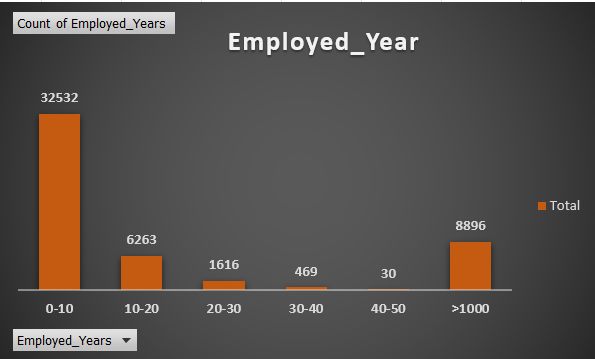 Count of Employed_Years
Employed_Year
32532
6263
1616
469
30
8896
Total
0-10 10-20 20-30 30-40 40-50 >1000
Employed_Years